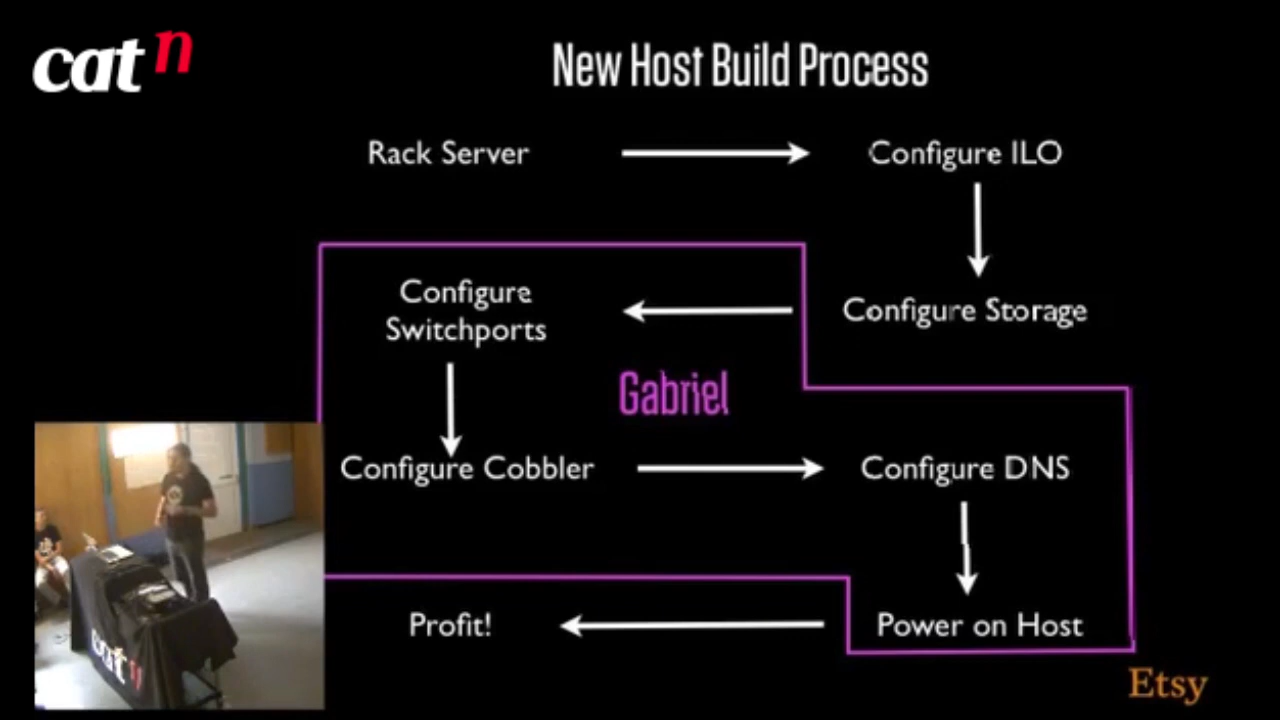 cat n
New Host Build Process
Rack Server
Configure ILO
Configure
Switchports
Configure Storage
Gabriel
Configure Cobbler
Configure DNS
Profit!
Power on Host
cat n
Etsy